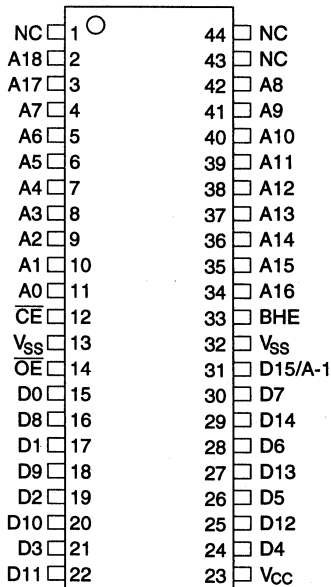 NC 1 44 NC
A18 2 43 NC
A17 3 42 A8
A7 4 41 A9
A6 5 40 A10
A5 6 39 A11
A4 7 38 A12
A3 8 37 A13
A2 9 36 A14
A1 10 35 A15
A0 11 34 A16
C̅E̅ 12 33 BHE
VSS 13 32 VSS
O̅E̅ 14 31 D15/A-1
D0 15 30 D7
D8 16 29 D14
D1 17 28 D6
D9 18 27 D13
D2 19 26 D5
D10 20 25 D12
D3 21 24 D4
D11 22 23 VCC